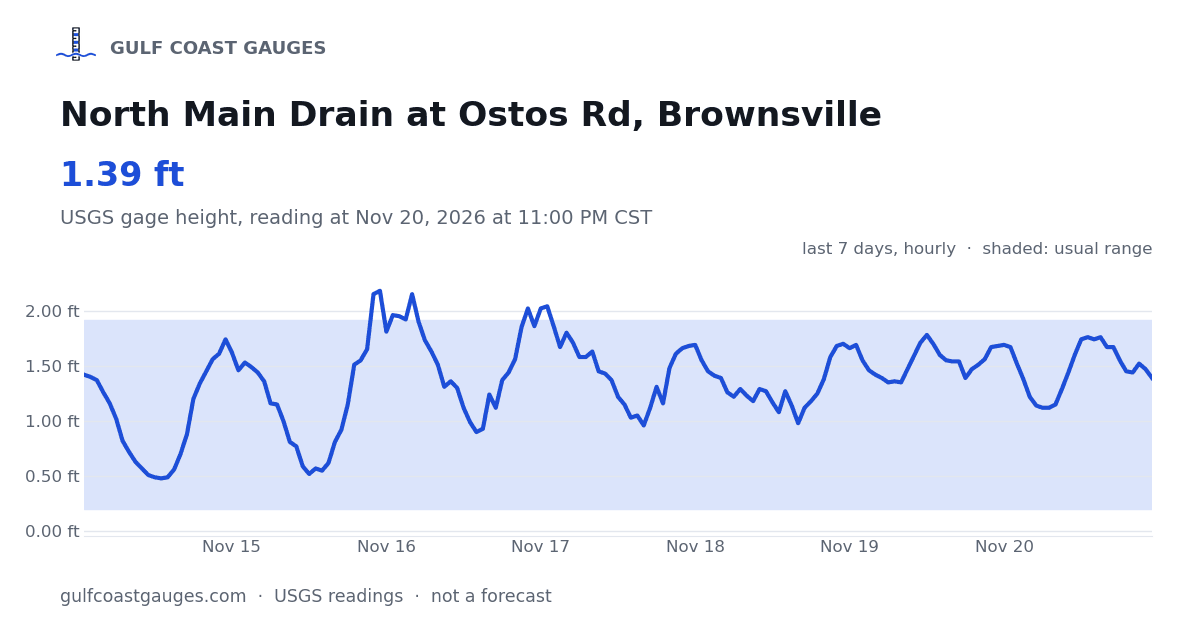 GULF COAST GAUGES
North Main Drain at Ostos Rd, Brownsville
1.39 ft
USGS gage height, reading at Nov 20, 2026 at 11:00 PM CST
last 7 days, hourly · shaded: usual range
2.00 ft
1.50 ft
1.00 ft
0.50 ft
0.00 ft
Nov 15 Nov 16 Nov 17 Nov 18 Nov 19 Nov 20
gulfcoastgauges.com · USGS readings · not a forecast